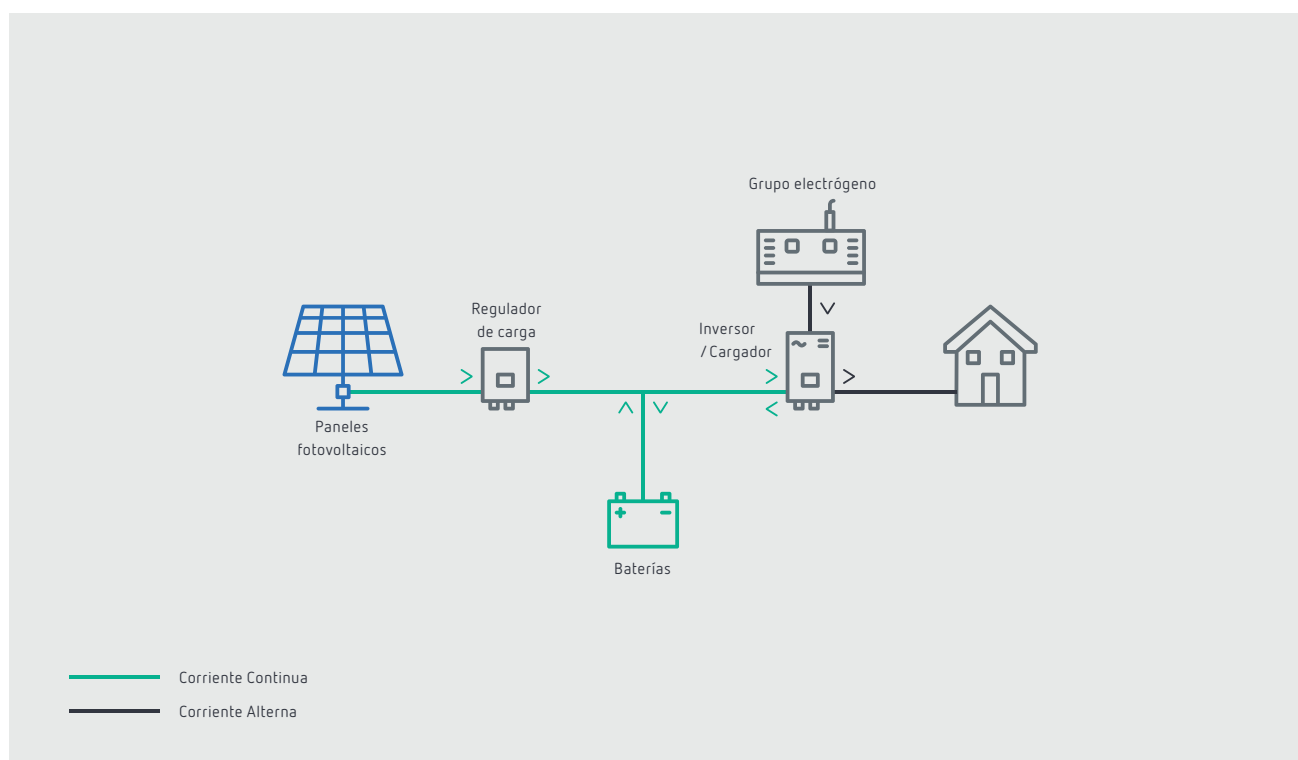 Grupo electrógeno
Regulador
de carga
Inversor
/ Cargador
Paneles
fotovoltaicos
Baterías
Corriente Continua
Corriente Alterna